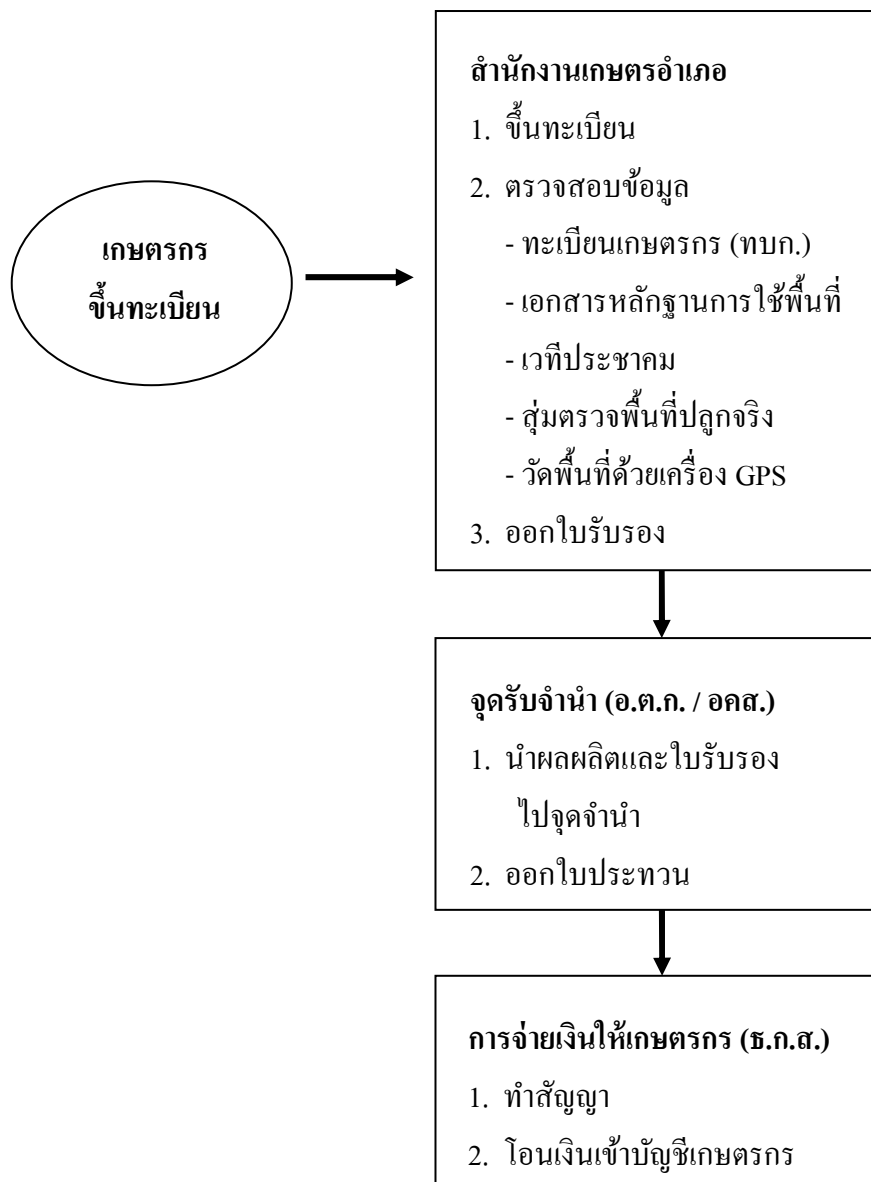 เกษตรกร
ขึ้นทะเบียน
สำนักงานเกษตรอำเภอ
1. ขึ้นทะเบียน
2. ตรวจสอบข้อมูล
- ทะเบียนเกษตรกร (ทบก.)
- เอกสารหลักฐานการใช้พื้นที่
- เวทีประชาคม
- สุ่มตรวจพื้นที่ปลูกจริง
- วัดพื้นที่ด้วยเครื่อง GPS
3. ออกใบรับรอง
จุดรับจำนำ (อ.ต.ก. / อคส.)
1. นำผลผลิตและใบรับรอง
ไปจุดจำนำ
2. ออกใบประทวน
การจ่ายเงินให้เกษตรกร (ธ.ก.ส.)
1. ทำสัญญา
2. โอนเงินเข้าบัญชีเกษตรกร